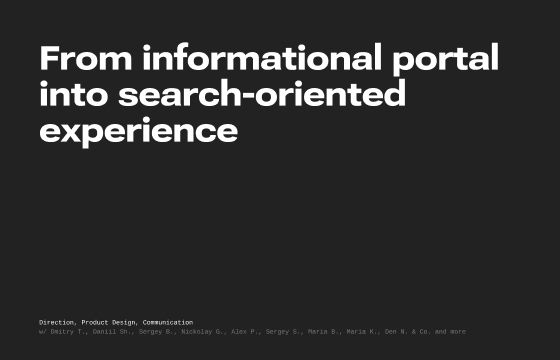 From informational portal
into search-oriented
experience
Direction, Product Design, Communication
w/ Dmitry T., Daniil Sh., Sergey B., Nickolay G., Alex P., Sergey S., Maria B., Maria K., Den N. & Co. and more